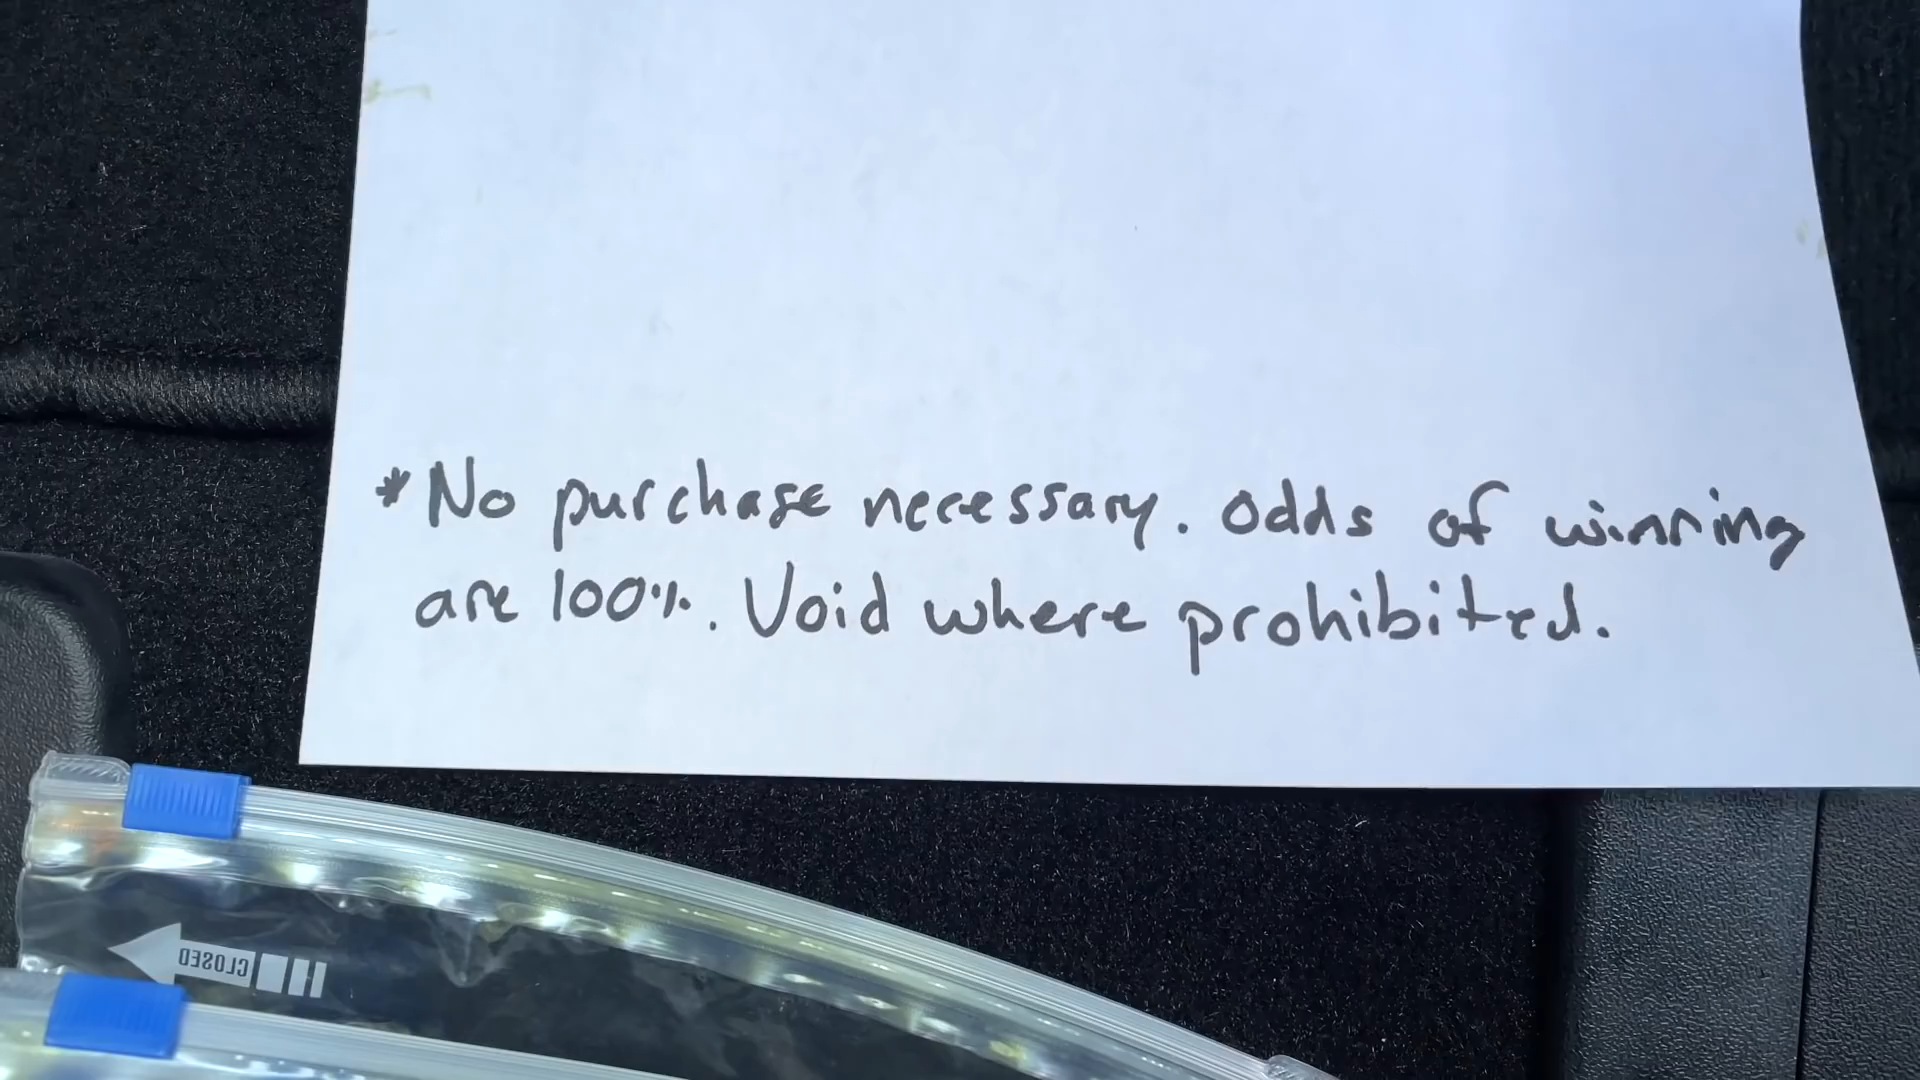 *No purchase necessary. Odds of winning
are 100%. Void where prohibited.
CLOSED